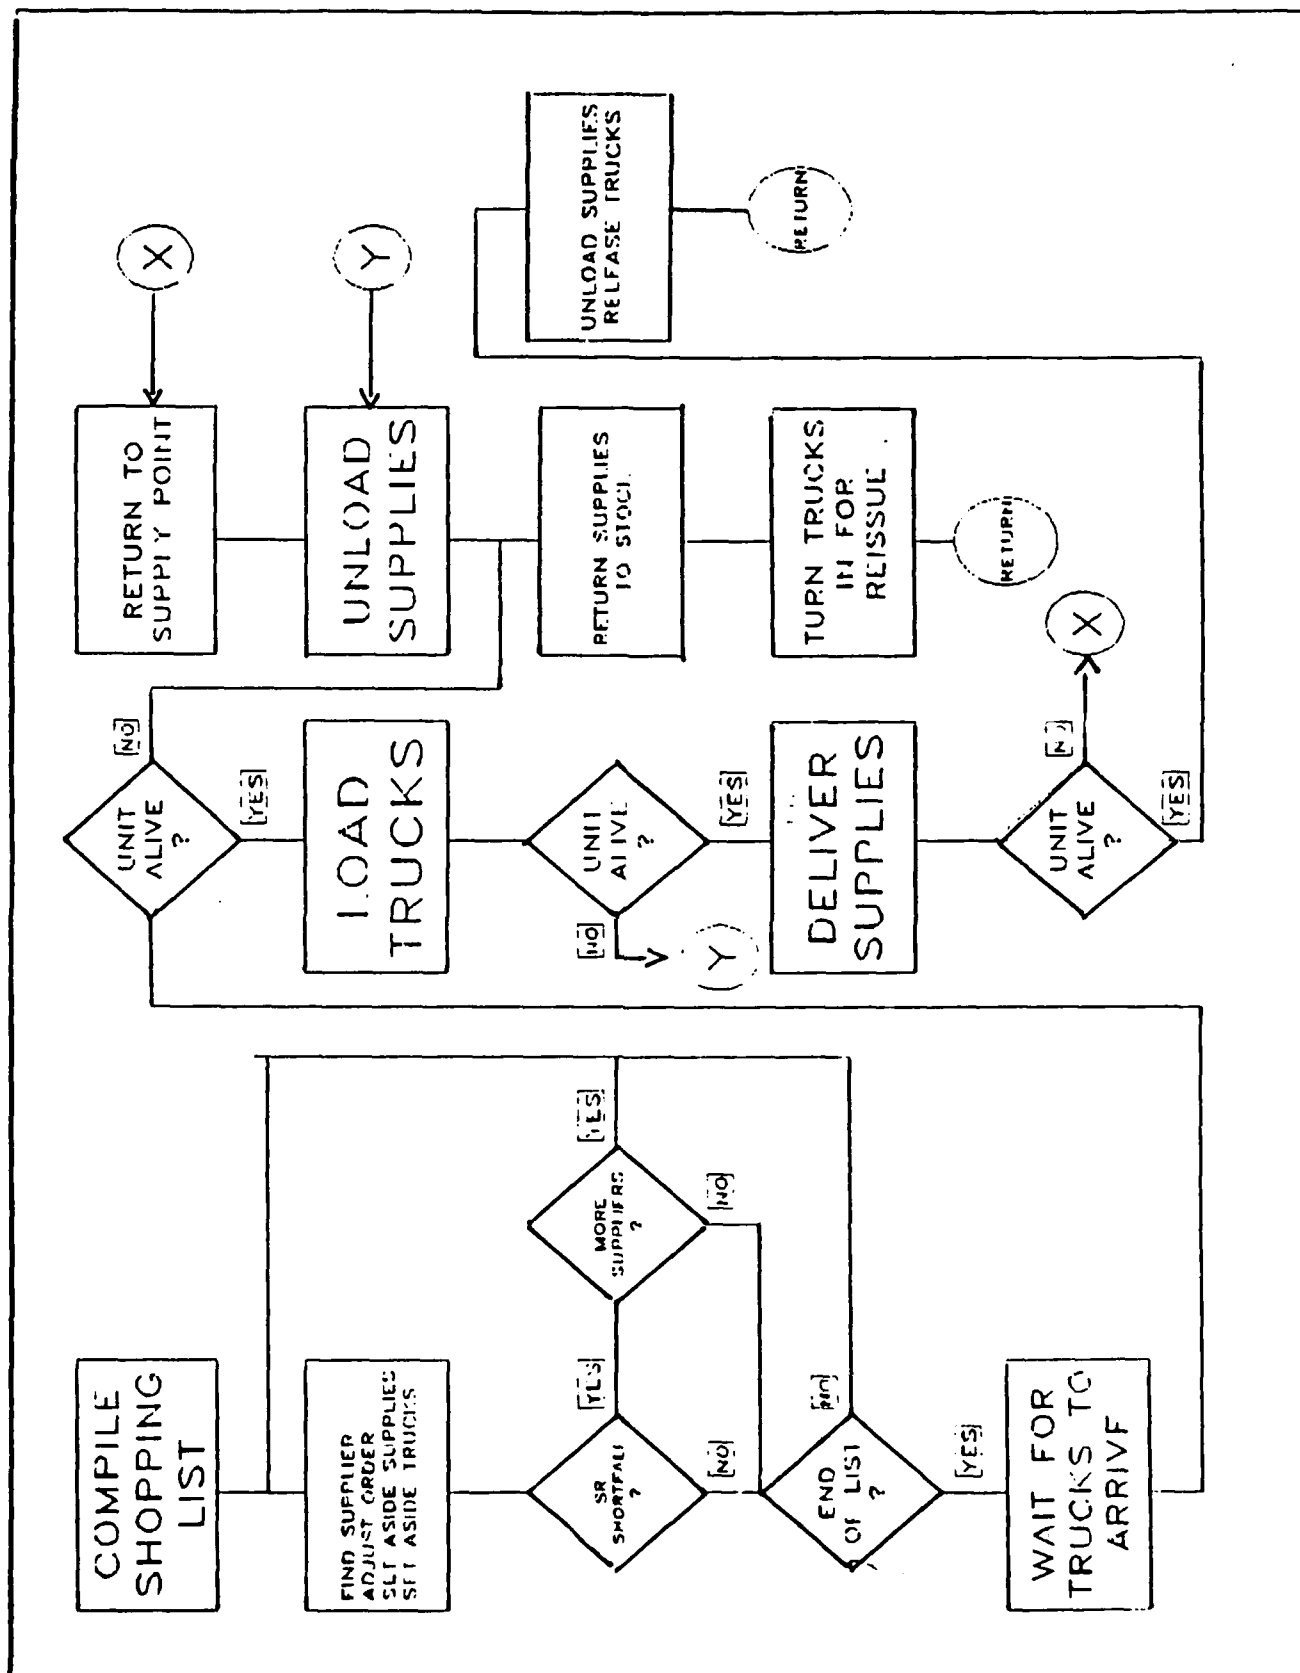 COMPILE
SHOPPING
LIST
FIND SUPPLIER
ADJUST ORDER
SET ASIDE SUPPLIES
SET ASIDE TRUCKS
SR
SHORTFALL
?
YES
NO
MORE
SUPPLIERS
?
YES
NO
END
OF LIST
?
NO
YES
WAIT FOR
TRUCKS TO
ARRIVE
UNIT
ALIVE
?
NO
YES
LOAD
TRUCKS
UNIT
ALIVE
?
NO
Y
YES
DELIVER
SUPPLIES
UNIT
ALIVE
?
NO
X
YES
X
RETURN TO
SUPPLY POINT
Y
UNLOAD
SUPPLIES
RETURN SUPPLIES
TO STOCK
TURN TRUCKS
IN FOR
REISSUE
RETURN
UNLOAD SUPPLIES
RELEASE TRUCKS
RETURN